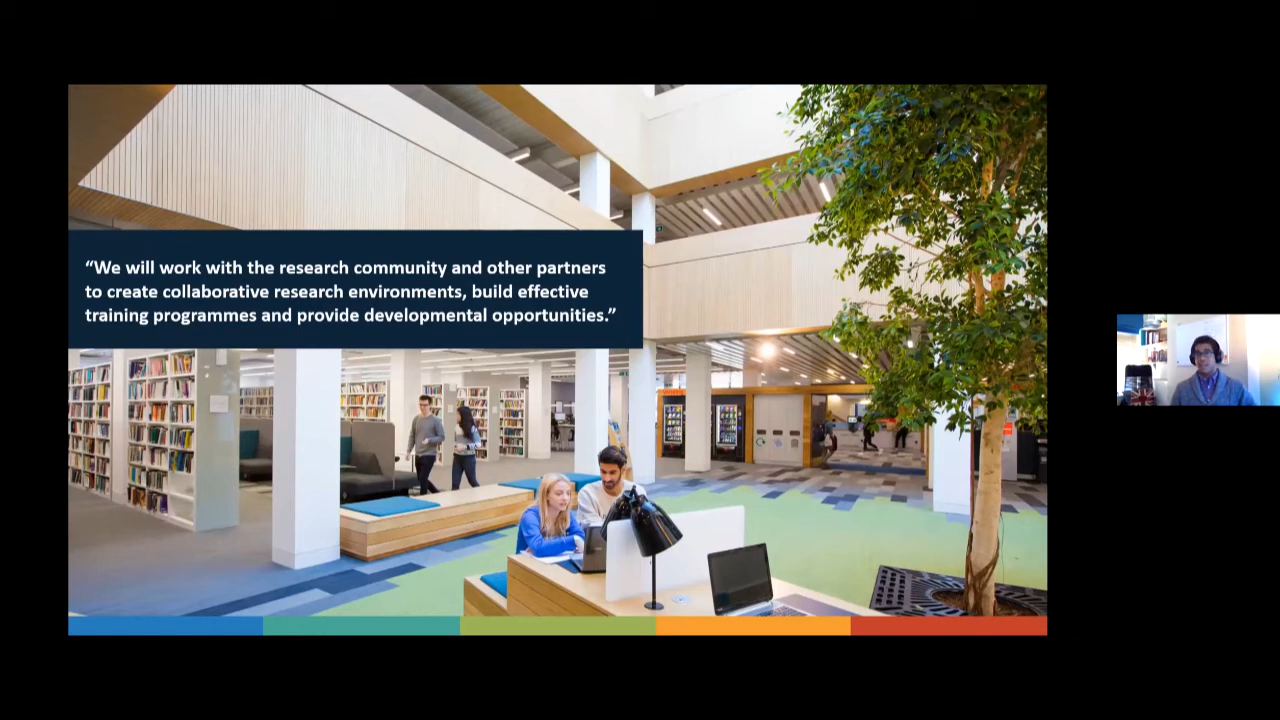 “We will work with the research community and other partners
to create collaborative research environments, build effective
training programmes and provide developmental opportunities.”